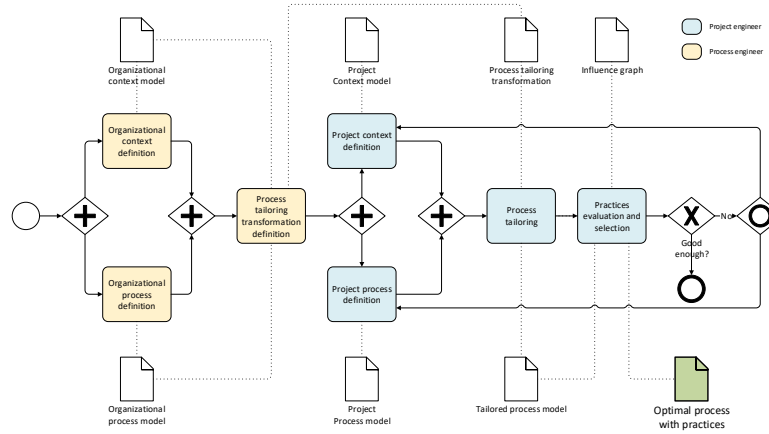 Project engineer
Process engineer
Organizational
context model
Project
Context model
Process tailoring
transformation
Influence graph
Organizational
context
definition
Project context
definition
Process
tailoring
transformation
definition
Process
tailoring
Practices
evaluation and
selection
X
No
Good
enough?
Organizational
process
definition
Project process
definition
Organizational
process model
Project
Process model
Tailored process model
Optimal process
with practices